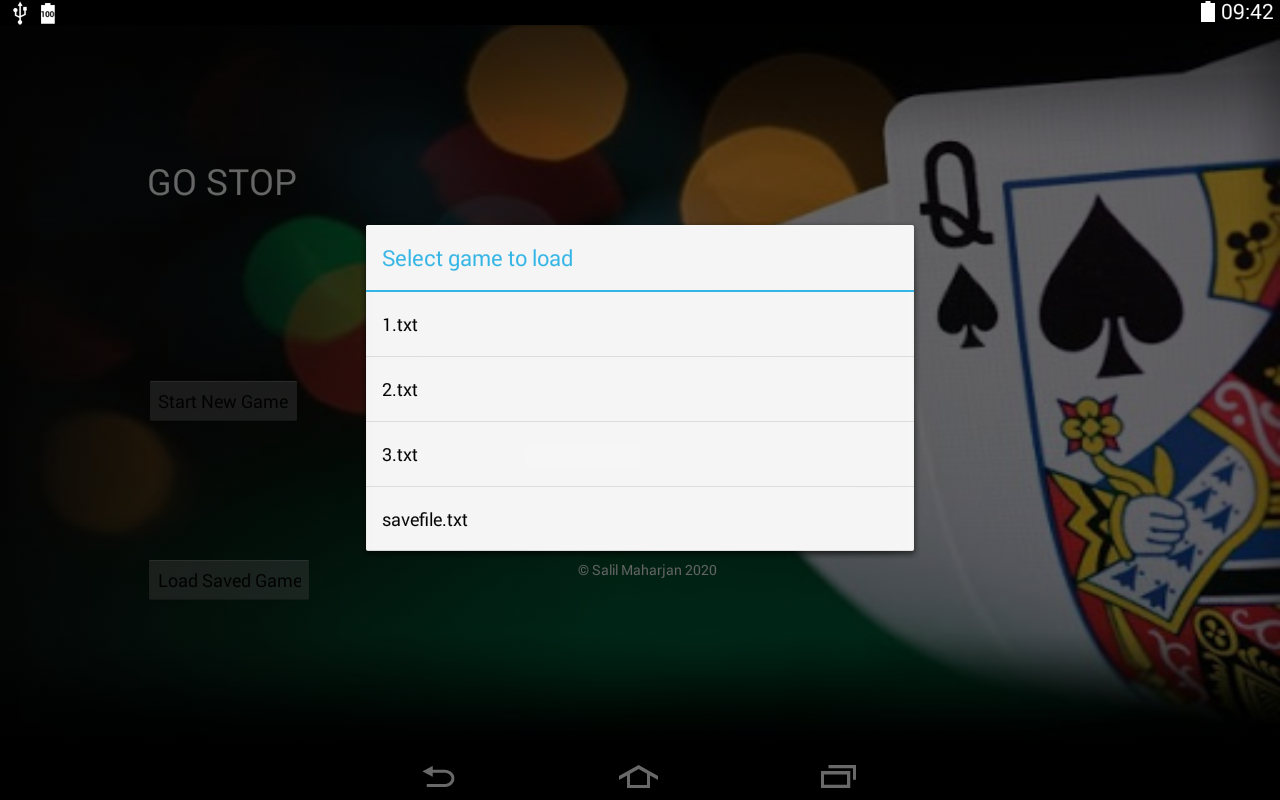 100
09:42
GO STOP
Q
Select game to load
1.txt
2.txt
3.txt
savefile.txt
Start New Game
Load Saved Game
© Salil Maharjan 2020